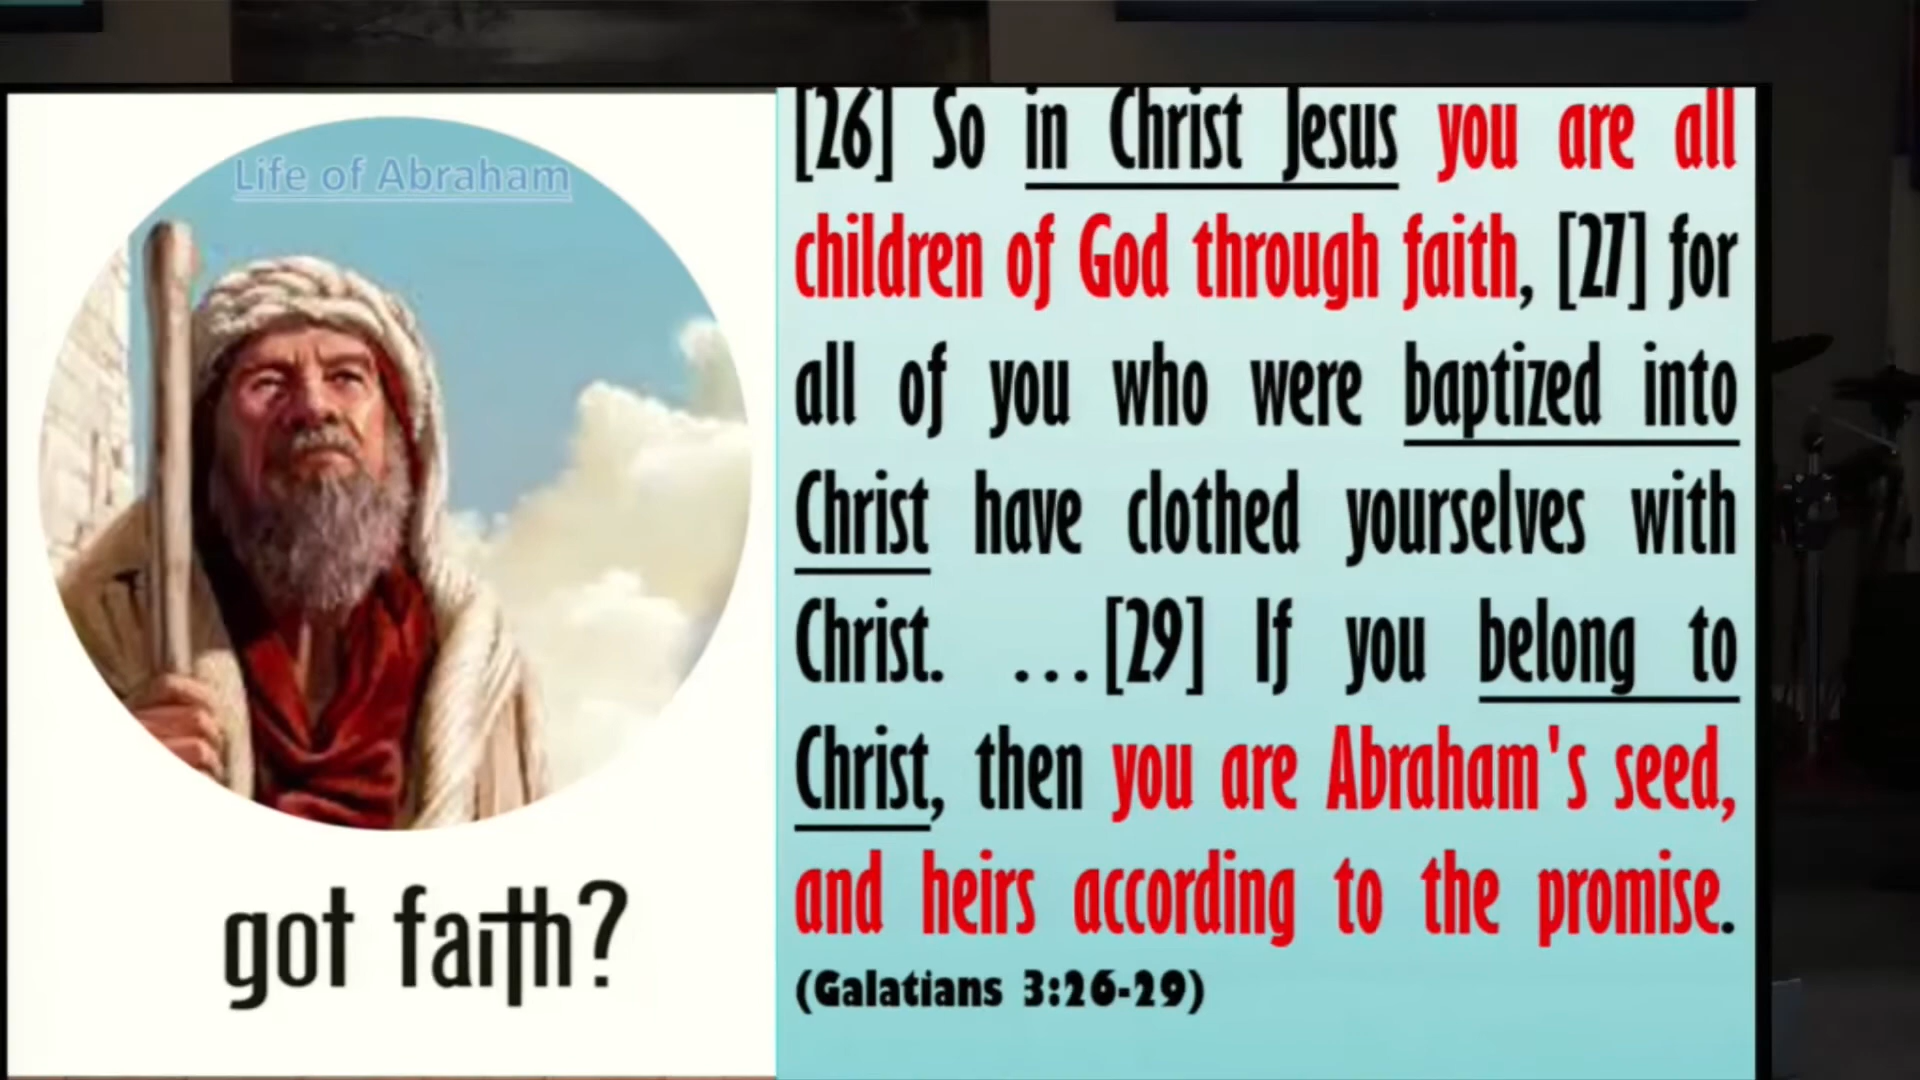 Life of Abraham
got faith?
[26] So in Christ Jesus you are all
children of God through faith, [27] for
all of you who were baptized into
Christ have clothed yourselves with
Christ. ...[29] If you belong to
Christ, then you are Abraham's seed,
and heirs according to the promise.
(Galatians 3:26-29)